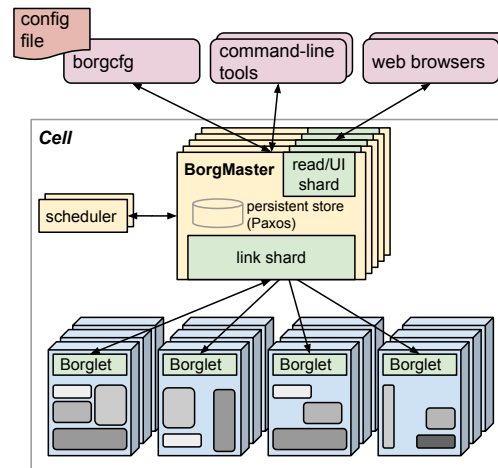 config
file
borgcfg
command-line
tools
web browsers
Cell
BorgMaster
read/UI
shard
persistent store
(Paxos)
scheduler
link shard
Borglet
Borglet
Borglet
Borglet